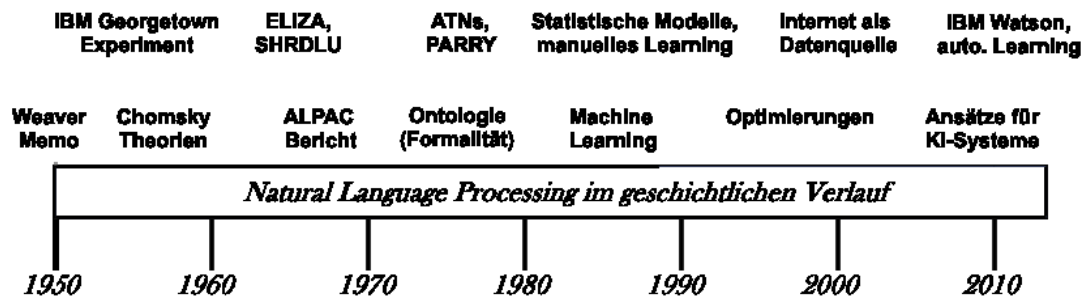 IBM Georgetown Experiment
ELIZA, SHRDLU
ATNs, PARRY
Statistische Modelle, manuelles Learning
Internet als Datenquelle
IBM Watson, auto. Learning
Weaver Memo
Chomsky Theorien
ALPAC Bericht
Ontologie (Formalität)
Machine Learning
Optimierungen
Ansätze für KI-Systeme
Natural Language Processing im geschichtlichen Verlauf
1950 1960 1970 1980 1990 2000 2010